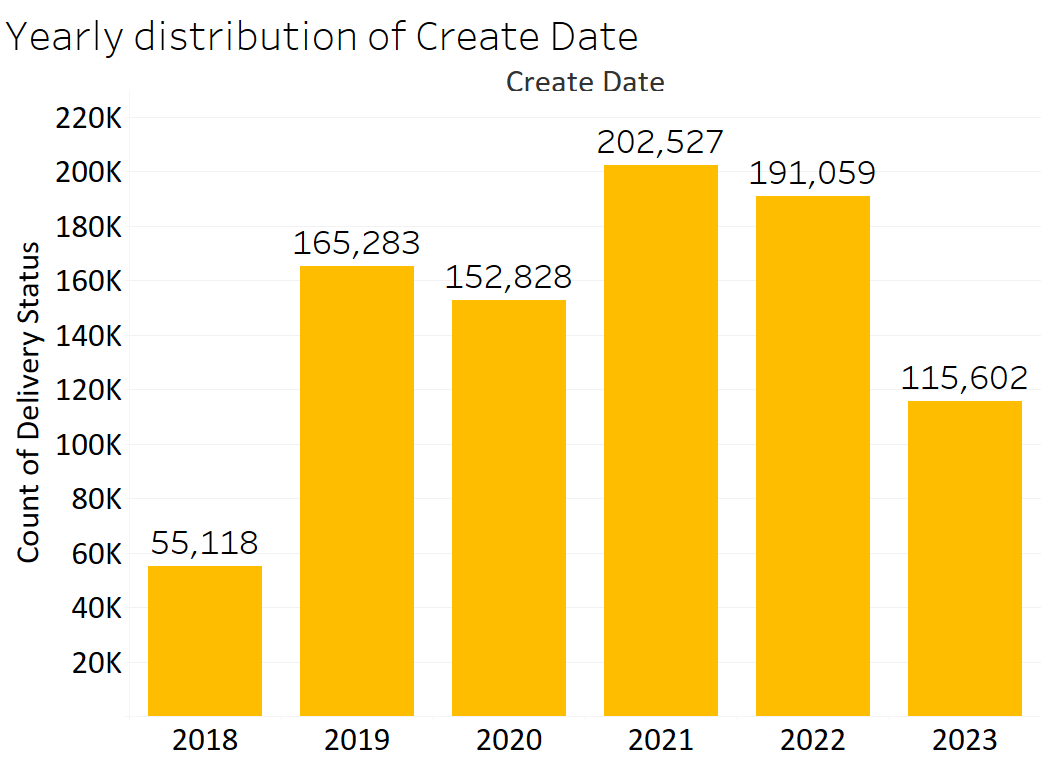 Yearly distribution of Create Date
Create Date
Count of Delivery Status
220K
200K
180K
160K
140K
120K
100K
80K
60K
40K
20K
55,118
165,283
152,828
202,527
191,059
115,602
2018
2019
2020
2021
2022
2023